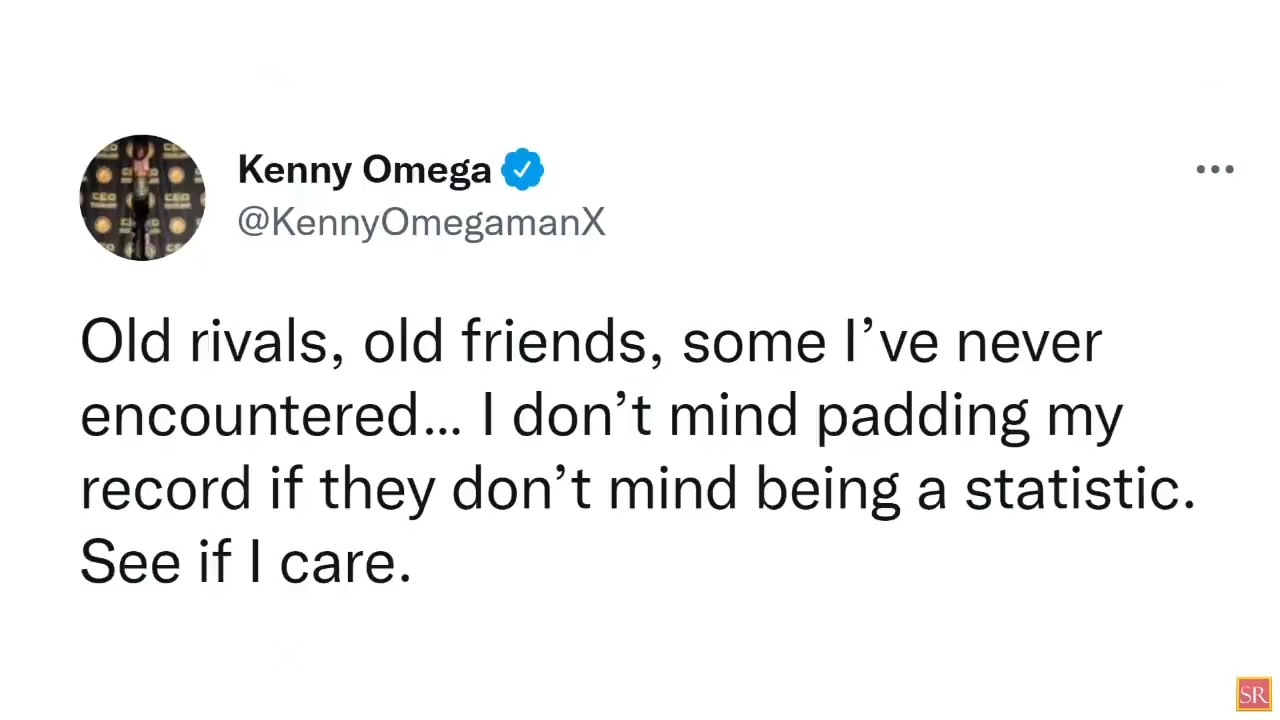 Kenny Omega
@KennyOmegamanX
Old rivals, old friends, some I’ve never
encountered… I don’t mind padding my
record if they don’t mind being a statistic.
See if I care.
SR